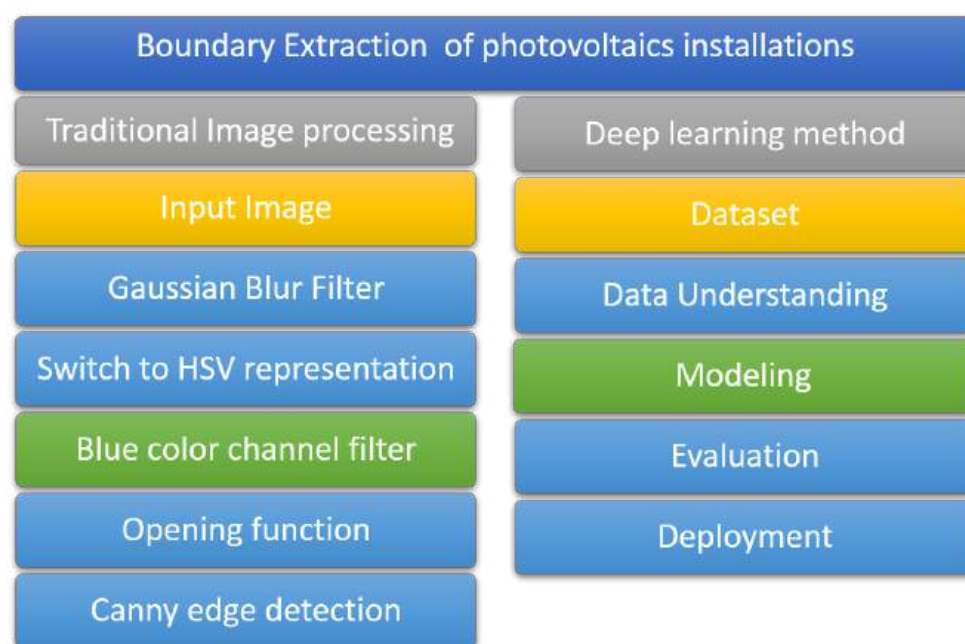 Boundary Extraction of photovoltaics installations
Traditional Image processing
Input Image
Gaussian Blur Filter
Switch to HSV representation
Blue color channel filter
Opening function
Canny edge detection
Deep learning method
Dataset
Data Understanding
Modeling
Evaluation
Deployment